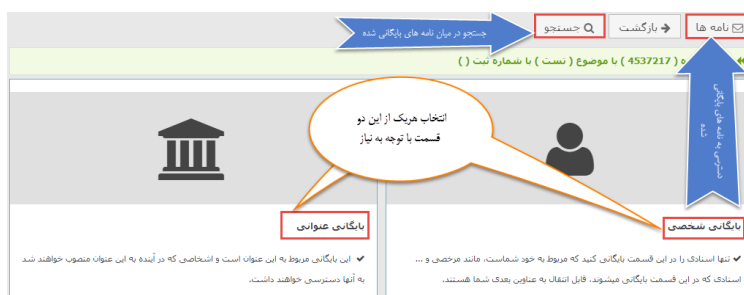 نامه ها
بازگشت
جستجو
جستجو در میان نامه های بایگانی شده
ه ( 4537217 ) با موضوع ( تست ) با شماره ثبت ( )
دسترسی به نامه های بایگانی شده
انتخاب هریک از این دو
قسمت با توجه به نیاز
بایگانی شخصی
✔ تنها اسنادی را در این قسمت بایگانی کنید که مربوط به خود شماست، مانند مرخصی و ...
اسنادی که در این قسمت بایگانی میشوند، قابل انتقال به عناوین بعدی شما هستند.
بایگانی عنوانی
✔ این بایگانی مربوط به این عنوان است و اشخاصی که در آینده به این عنوان منصوب خواهند شد
به آنها دسترسی خواهند داشت.